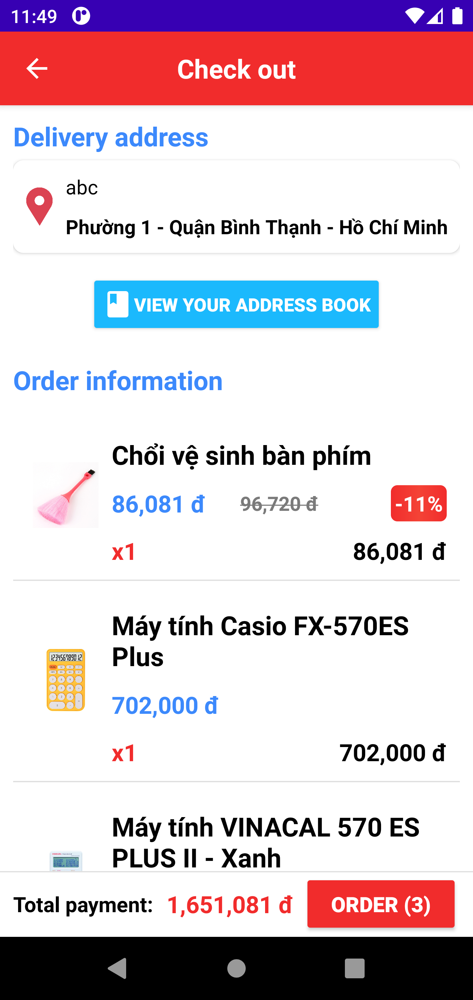 11:49
Check out
Delivery address
abc
Phường 1 - Quận Bình Thạnh - Hồ Chí Minh
VIEW YOUR ADDRESS BOOK
Order information
Chổi vệ sinh bàn phím
86,081 đ 96,720 đ -11%
x1 86,081 đ
Máy tính Casio FX-570ES
Plus
1234567890 12
702,000 đ
x1 702,000 đ
Máy tính VINACAL 570 ES
PLUS II - Xanh
Total payment: 1,651,081 đ ORDER (3)